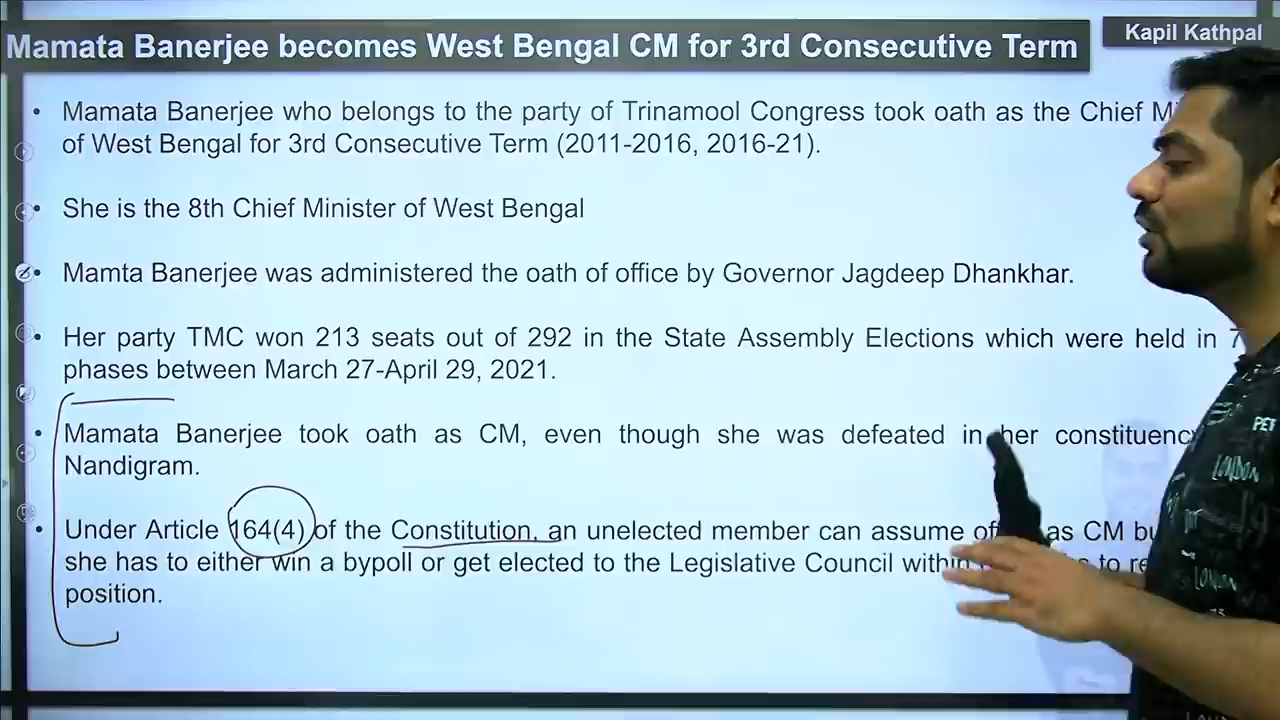 Mamata Banerjee becomes West Bengal CM for 3rd Consecutive Term
Kapil Kathpal
• Mamata Banerjee who belongs to the party of Trinamool Congress took oath as the Chief
of West Bengal for 3rd Consecutive Term (2011-2016, 2016-21).
• She is the 8th Chief Minister of West Bengal
• Mamta Banerjee was administered the oath of office by Governor Jagdeep Dhankhar.
• Her party TMC won 213 seats out of 292 in the State Assembly Elections which were held in 7
phases between March 27-April 29, 2021.
• Mamata Banerjee took oath as CM, even though she was defeated in her constituency
Nandigram.
• Under Article 164(4) of the Constitution, an unelected member can assume as CM
she has to either win a bypoll or get elected to the Legislative Council within to
position.
PET
LONDON